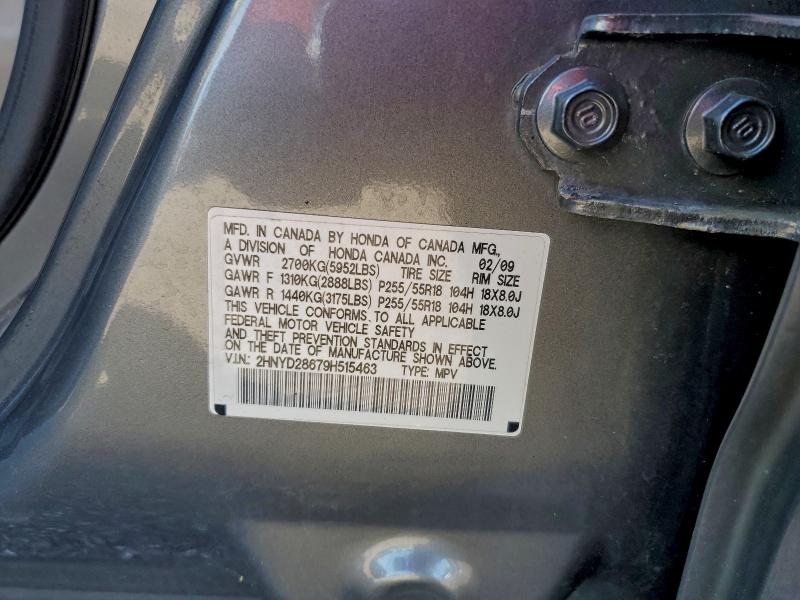 MFD. IN CANADA BY HONDA OF CANADA MFG.,
A DIVISION OF HONDA CANADA INC. 02/09
GVWR 2700KG(5952LBS) TIRE SIZE RIM SIZE
GAWR F 1310KG(2888LBS) P255/55R18 104H 18X8.0J
GAWR R 1440KG(3175LBS) P255/55R18 104H 18X8.0J
THIS VEHICLE CONFORMS TO ALL APPLICABLE
FEDERAL MOTOR VEHICLE SAFETY
AND THEFT PREVENTION STANDARDS IN EFFECT
ON THE DATE OF MANUFACTURE SHOWN ABOVE.
V.I.N.: 2HNYD28679H515463 TYPE: MPV